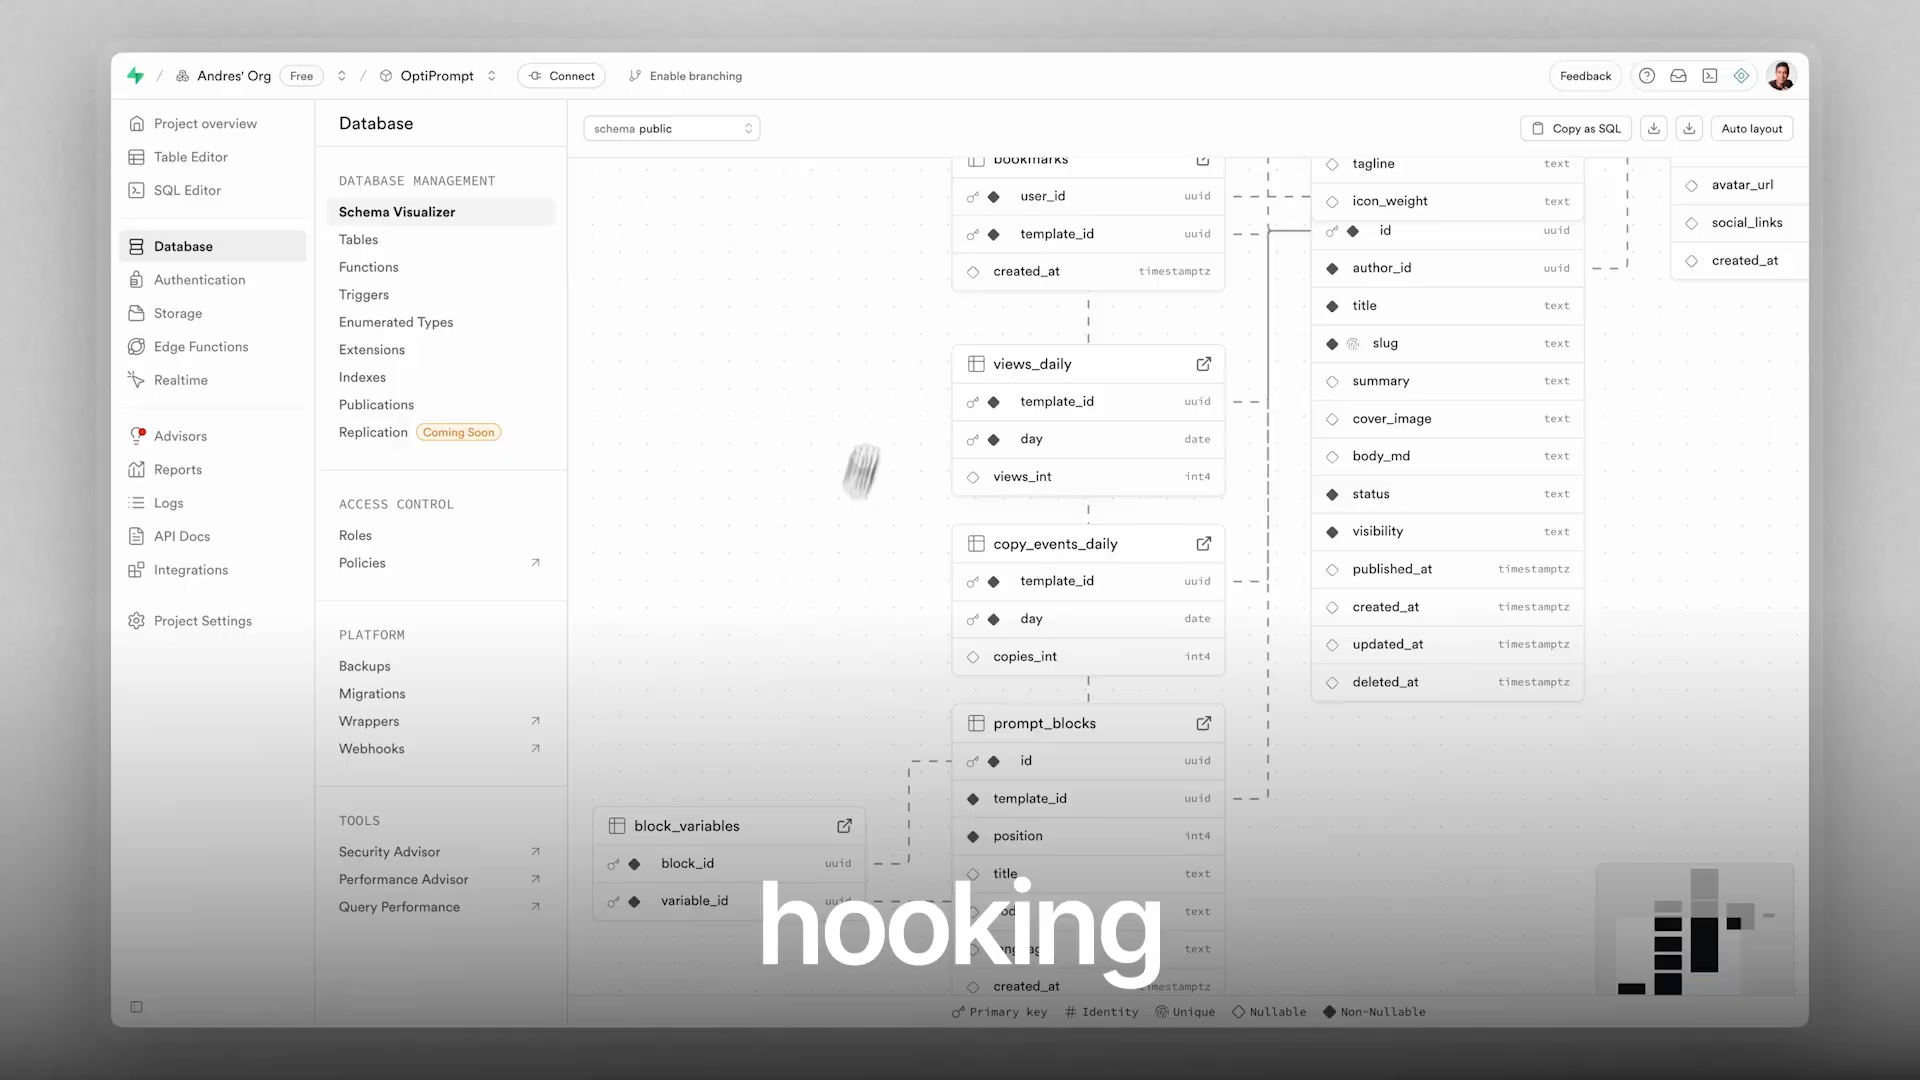 Andres' Org Free OptiPrompt Connect Enable branching Feedback
Project overview
Table Editor
SQL Editor
Database
Authentication
Storage
Edge Functions
Realtime
Advisors
Reports
Logs
API Docs
Integrations
Project Settings
Database
DATABASE MANAGEMENT
Schema Visualizer
Tables
Functions
Triggers
Enumerated Types
Extensions
Indexes
Publications
Replication Coming Soon
ACCESS CONTROL
Roles
Policies
PLATFORM
Backups
Migrations
Wrappers
Webhooks
TOOLS
Security Advisor
Performance Advisor
Query Performance
schema public
Copy as SQL Auto layout
bookmarks
user_id uuid
template_id uuid
created_at timestamptz
views_daily
template_id uuid
day date
views_int int4
copy_events_daily
template_id uuid
day date
copies_int int4
prompt_blocks
id uuid
template_id uuid
position int4
title text
text
text
created_at timestamptz
block_variables
block_id uuid
variable_id uuid
tagline text
icon_weight text
id uuid
author_id uuid
title text
slug text
summary text
cover_image text
body_md text
status text
visibility text
published_at timestamptz
created_at timestamptz
updated_at timestamptz
deleted_at timestamptz
avatar_url
social_links
created_at
hooking
Primary key Identity Unique Nullable Non-Nullable